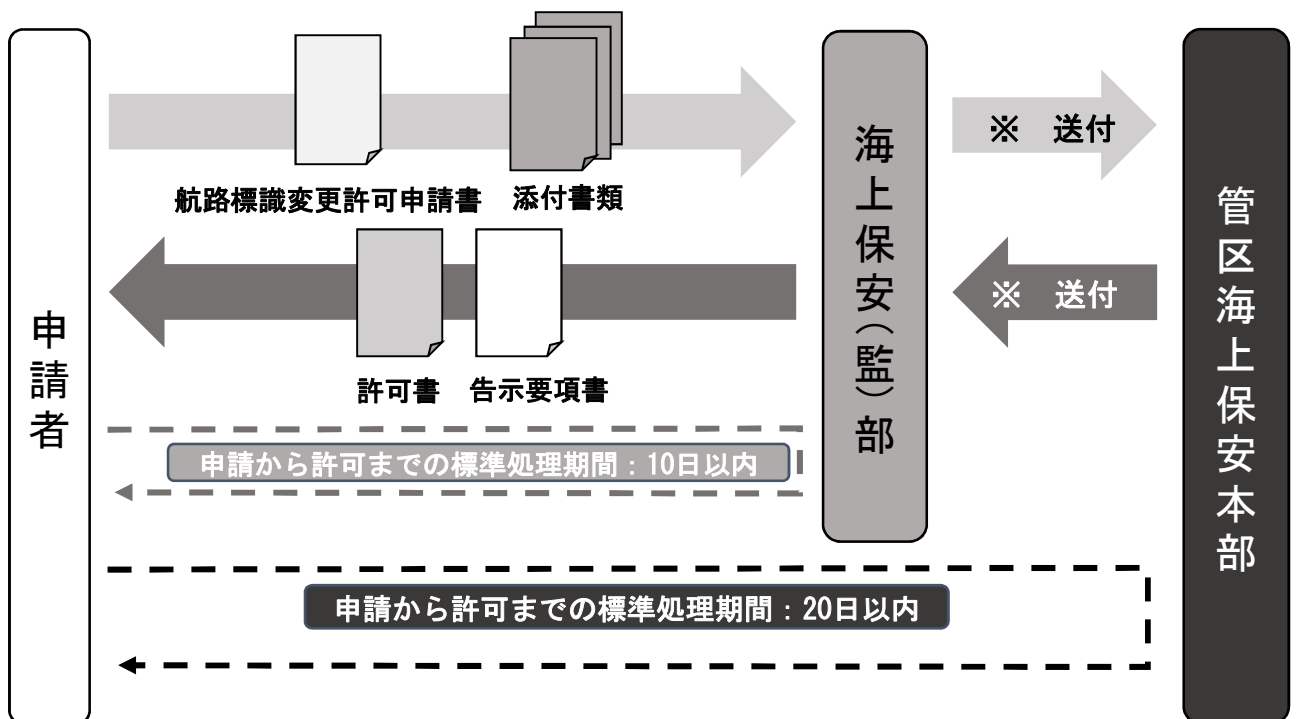 申請者
航路標識変更許可申請書
添付書類
海上保安(監)部
※ 送付
管区海上保安本部
許可書
告示要項書
※ 送付
申請から許可までの標準処理期間：10日以内
申請から許可までの標準処理期間：20日以内